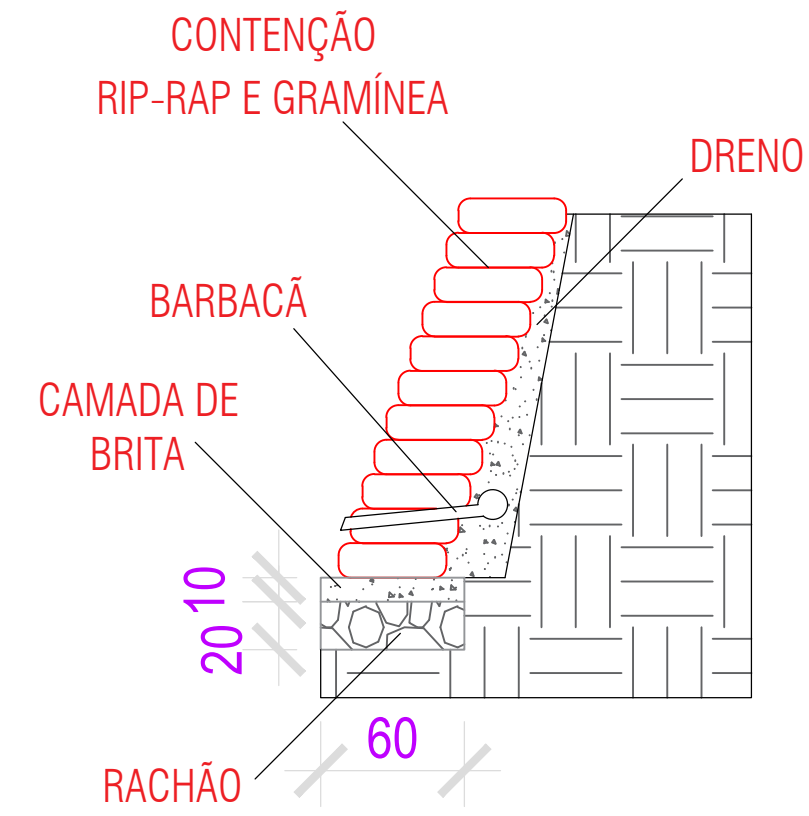 CONTENÇÃO
RIP-RAP E GRAMÍNEA
DRENO
BARBACÃ
CAMADA DE
BRITA
10
20
60
RACHÃO